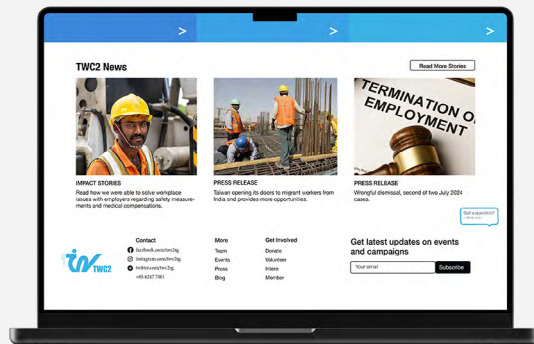 > > >
TWC2 News
Read More Stories
TERMINATION OF
EMPLOYMENT
IMPACT STORIES
Read how we were able to solve workplace
issues with employers regarding safety measure-
ments and medical compensations.
PRESS RELEASE
Taiwan opening its doors to migrant workers from
India and provides more opportunities.
PRESS RELEASE
Wrongful dismissal, second of two July 2024
cases.
Got a question?
TWC2
Contact
facebook.com/twc2sg
instagram.com/twc2sg
twitter.com/twc2sg
+65 6247 7001
More
Team
Events
Press
Blog
Get Involved
Donate
Volunteer
Intern
Member
Get latest updates on events
and campaigns
Your email
Subscribe